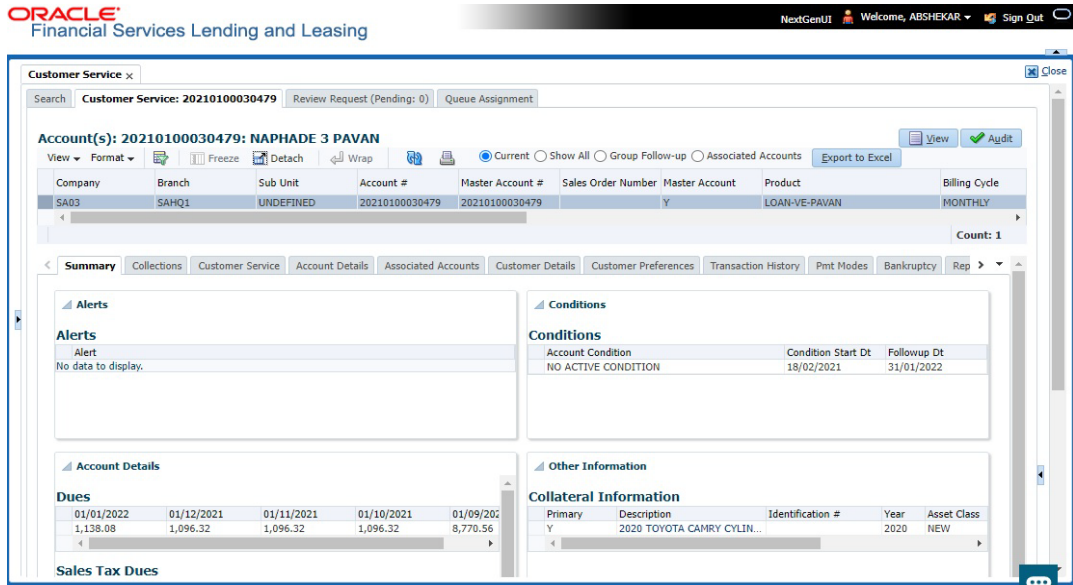 ORACLE
Financial Services Lending and Leasing
NextGenUI Welcome, ABSHEKAR Sign Out
Customer Service x
Close
Search Customer Service: 20210100030479 Review Request (Pending: 0) Queue Assignment
Account(s): 20210100030479: NAPHADE 3 PAVAN
View Audit
View Format Freeze Detach Wrap Current Show All Group Follow-up Associated Accounts Export to Excel
Company Branch Sub Unit Account # Master Account # Sales Order Number Master Account Product Billing Cycle
SA03 SAHQ1 UNDEFINED 20210100030479 20210100030479 Y LOAN-VE-PAVAN MONTHLY
Count: 1
Summary Collections Customer Service Account Details Associated Accounts Customer Details Customer Preferences Transaction History Pmt Modes Bankruptcy Rep
Alerts
Alerts
Alert
No data to display.
Conditions
Conditions
Account Condition Condition Start Dt Followup Dt
NO ACTIVE CONDITION 18/02/2021 31/01/2022
Account Details
Dues
01/01/2022 01/12/2021 01/11/2021 01/10/2021 01/09/202
1,138.08 1,096.32 1,096.32 1,096.32 8,770.56
Sales Tax Dues
Other Information
Collateral Information
Primary Description Identification # Year Asset Class
Y 2020 TOYOTA CAMRY CYLIN... 2020 NEW